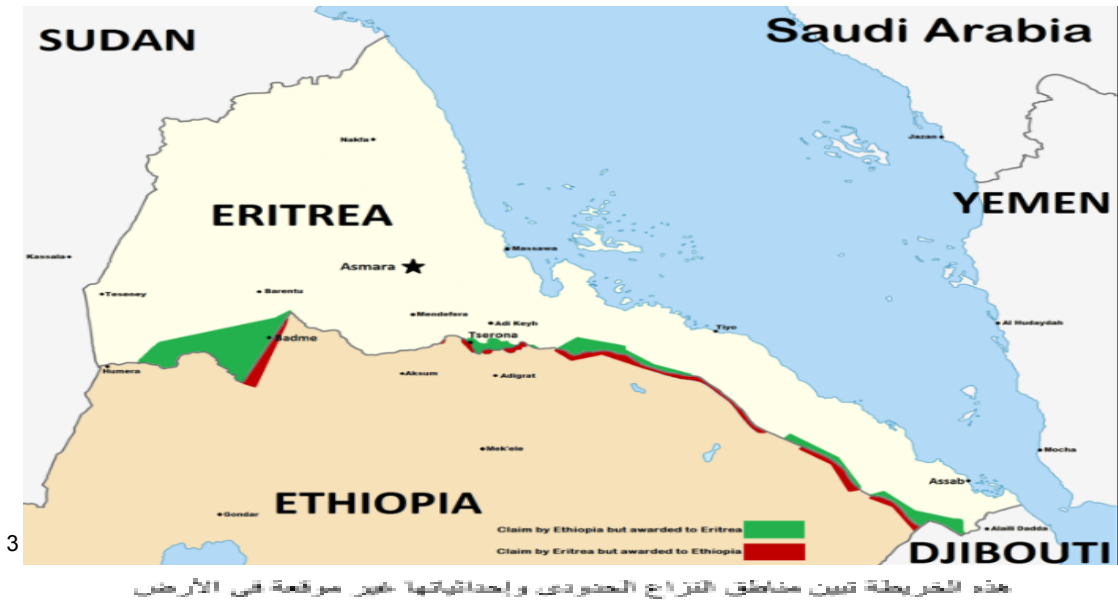 SUDAN
Saudi Arabia
Nakfa
Jazan
YEMEN
ERITREA
Kassala
Massawa
Asmara
Teseney
Barentu
Mendefera
Adi Keyh
Al Hudaydah
Tiyo
Badme
Tserona
Humera
Aksum
Adigrat
Mek'ele
Mocha
Assab
ETHIOPIA
Gondar
Claim by Ethiopia but awarded to Eritrea
Alaili Dadda
3
Claim by Eritrea but awarded to Ethiopia
DJIBOUTI
هذه الخريطة تبين مناطق النزاع الحدودي وإحداثياتها غير موقعة في الأرض